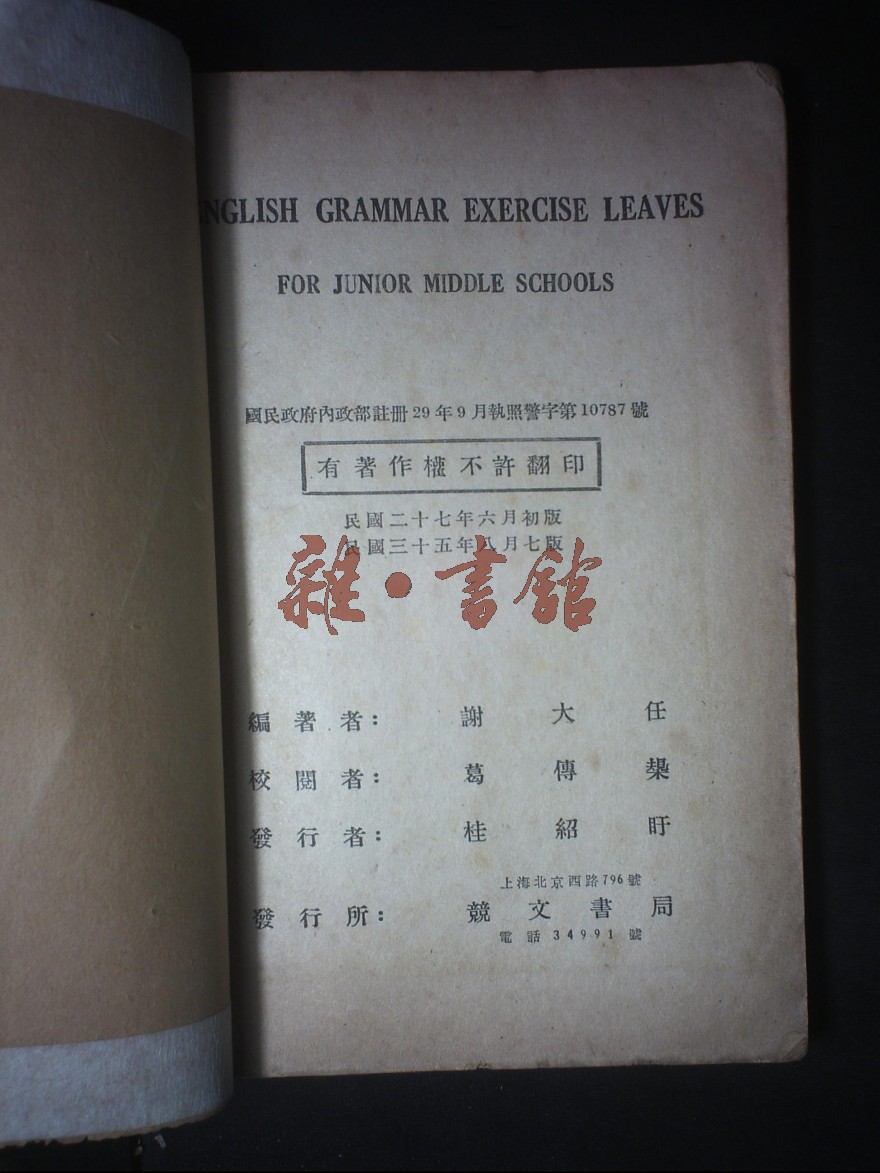 ENGLISH GRAMMAR EXERCISE LEAVES
FOR JUNIOR MIDDLE SCHOOLS
國民政府內政部註冊29年9月執照警字第10787號
有著作權不許翻印
民國二十七年六月初版
民國三十五年八月七版
雜·書館
編著者： 謝大任
校閱者： 葛傳槼
發行者： 桂紹盱
上海北京西路796號
發行所： 競文書局
電話34991號